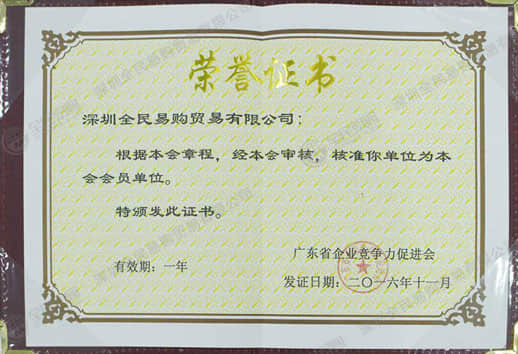 荣誉证书
深圳全民易购贸易有限公司：
根据本会章程，经本会审核，核准你单位为本
会会员单位。
特颁发此证书。
广东省企业竞争力促进会
有效期：一年
发证日期：二〇一六年十一月